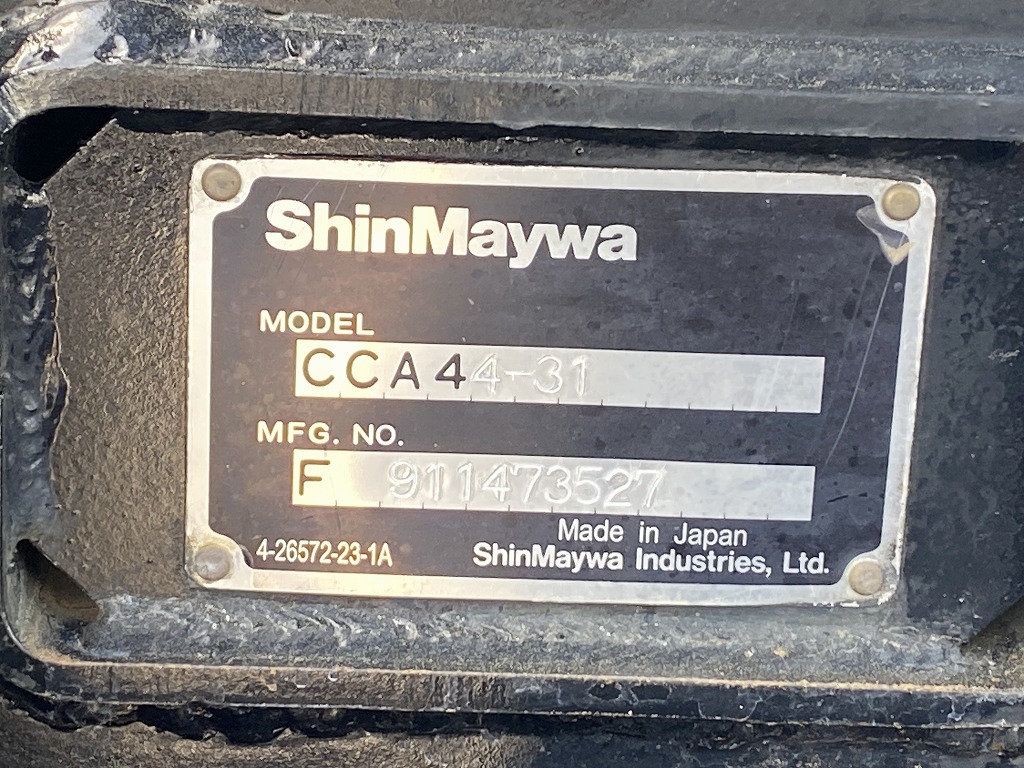 ShinMaywa
MODEL
CCA44-31
MFG. NO.
F 911473527
Made in Japan
4-26572-23-1A
ShinMaywa Industries, Ltd.